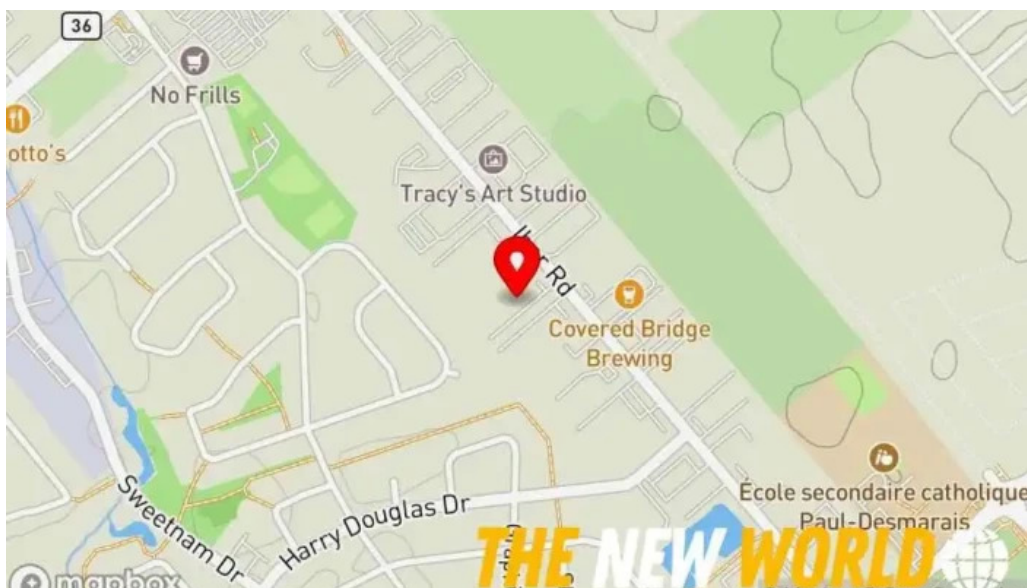 36
No Frills
otto's
Tracy's Art Studio
Rd
Covered Bridge
Brewing
École secondaire catholique
Paul-Desmarais
Harry Douglas Dr
Sweetnam Dr
THE NEW WORLD
mapbox